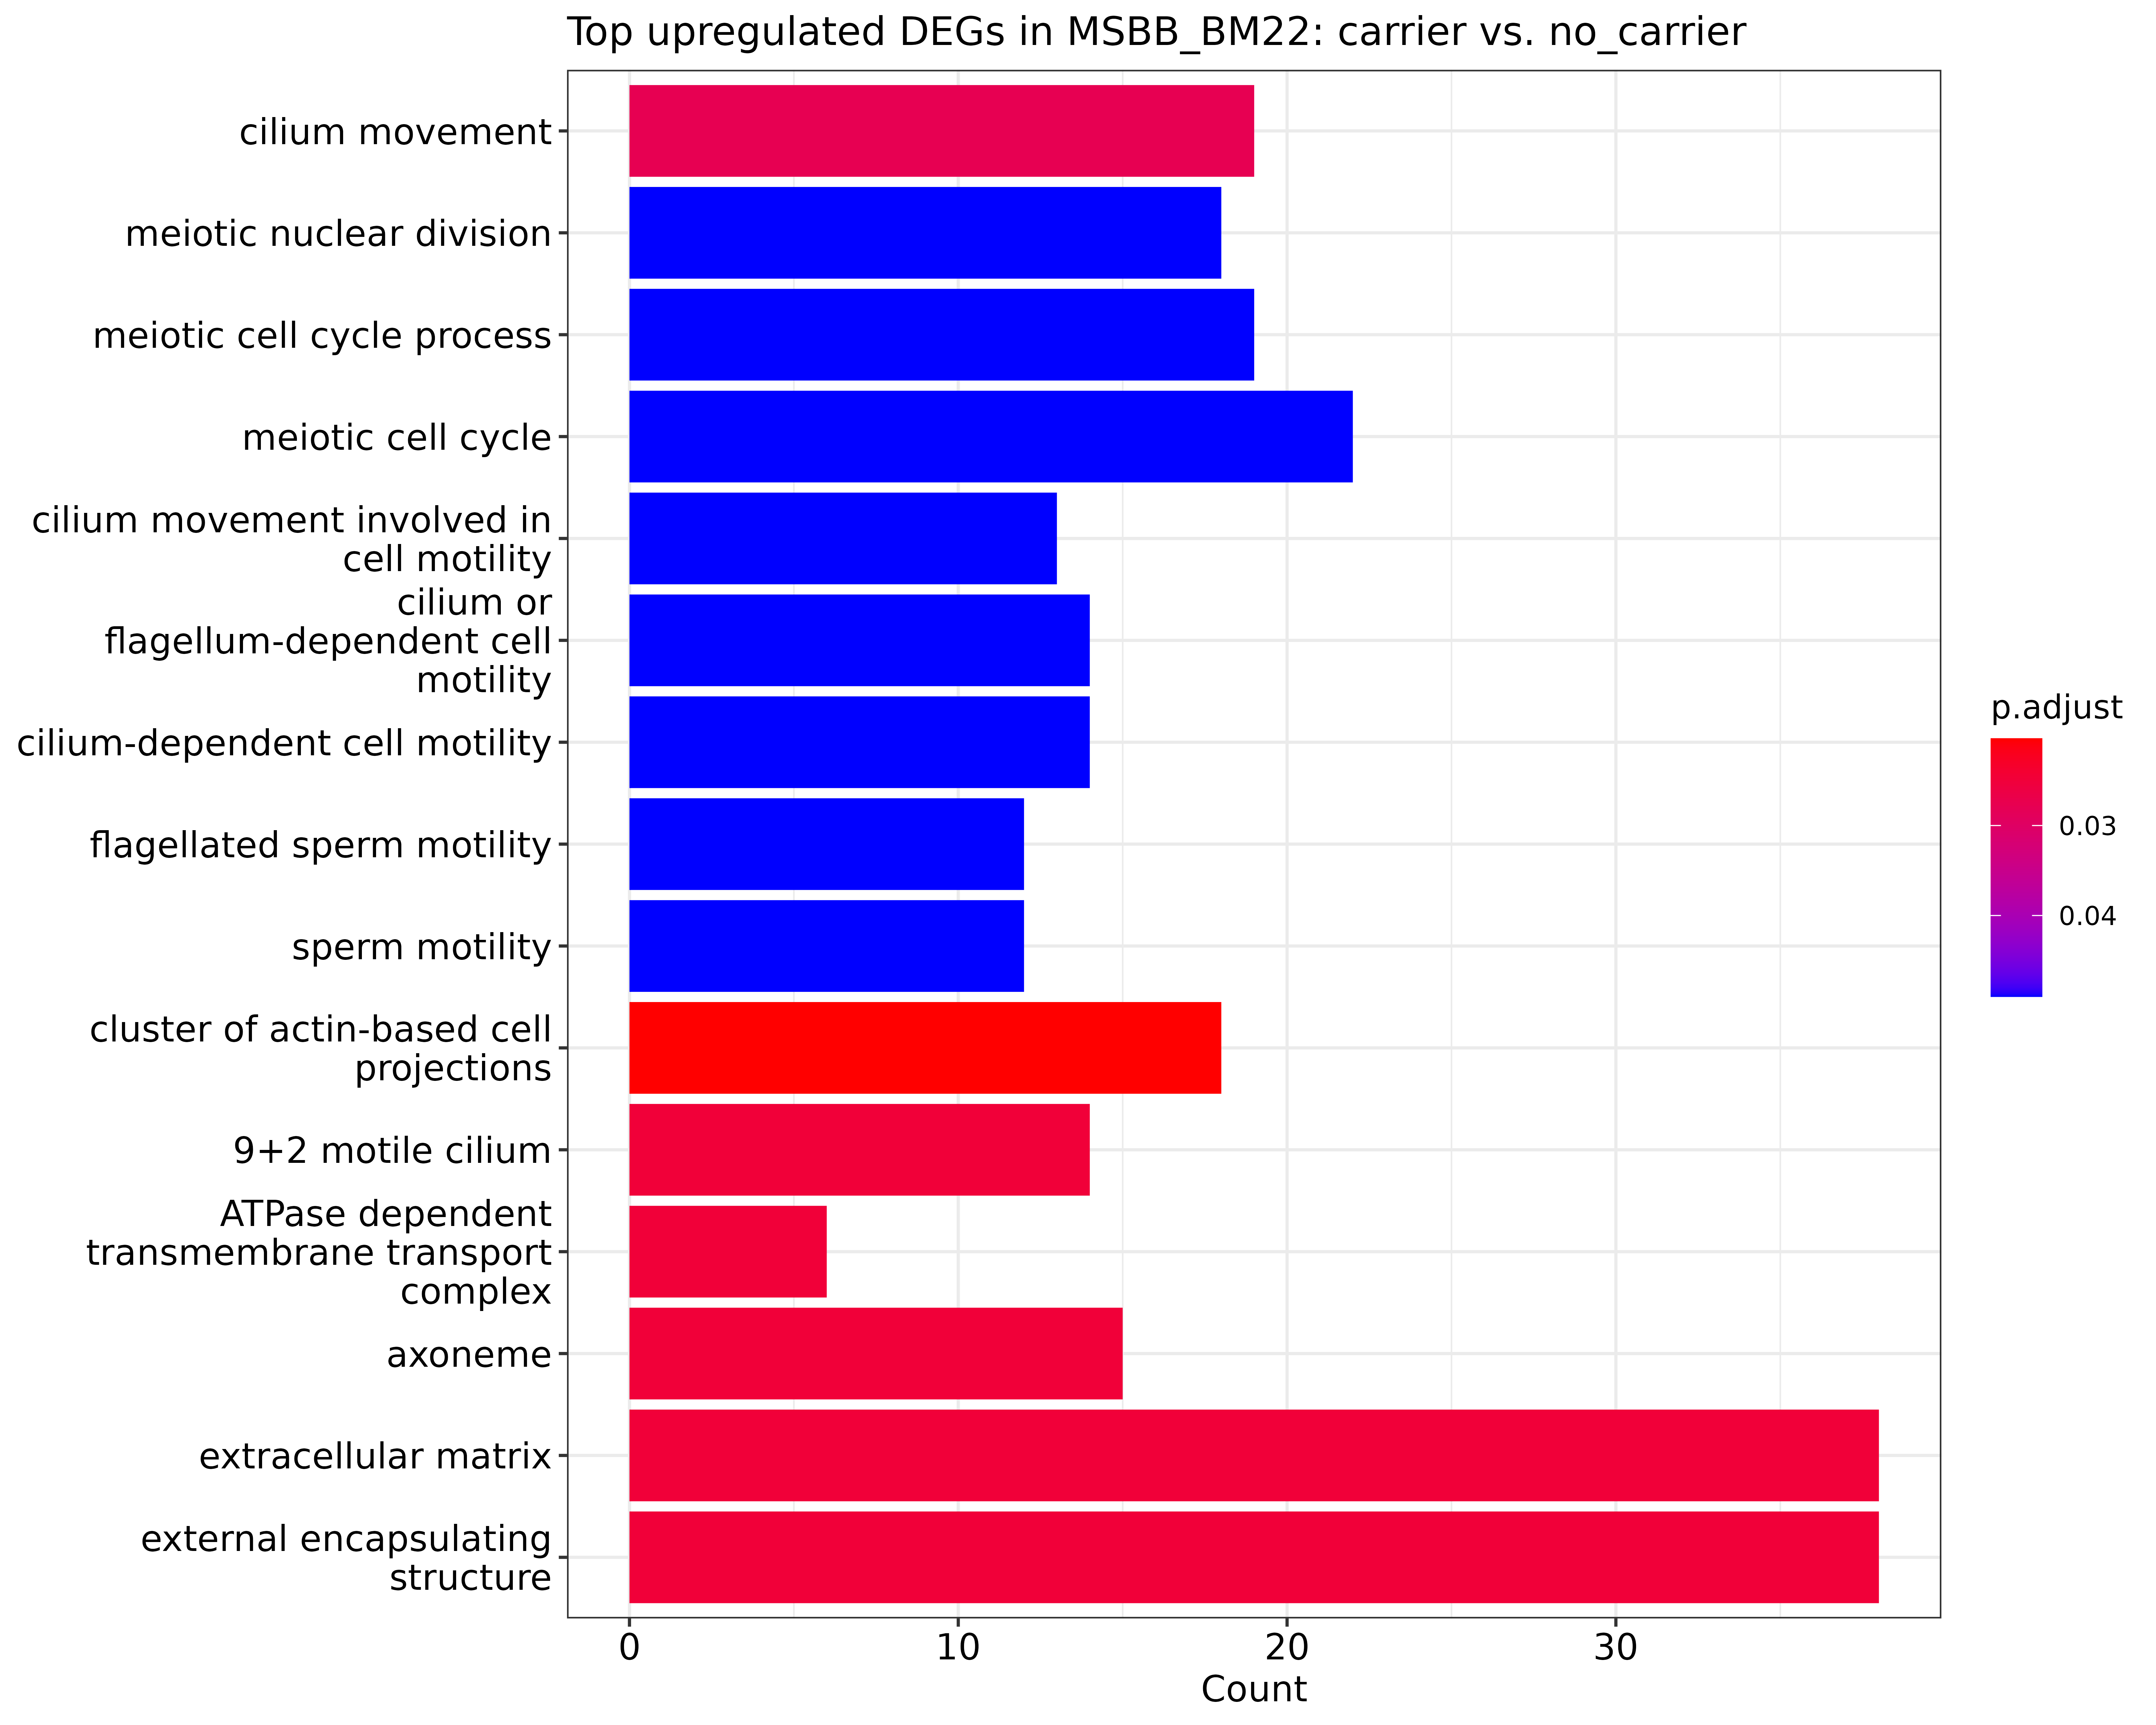 Top upregulated DEGs in MSBB_BM22: carrier vs. no_carrier
cilium movement
meiotic nuclear division
meiotic cell cycle process
meiotic cell cycle
cilium movement involved in
cell motility
cilium or
flagellum-dependent cell
motility
cilium-dependent cell motility
flagellated sperm motility
sperm motility
cluster of actin-based cell
projections
9+2 motile cilium
ATPase dependent
transmembrane transport
complex
axoneme
extracellular matrix
external encapsulating
structure
0 10 20 30
Count
p.adjust
0.03
0.04